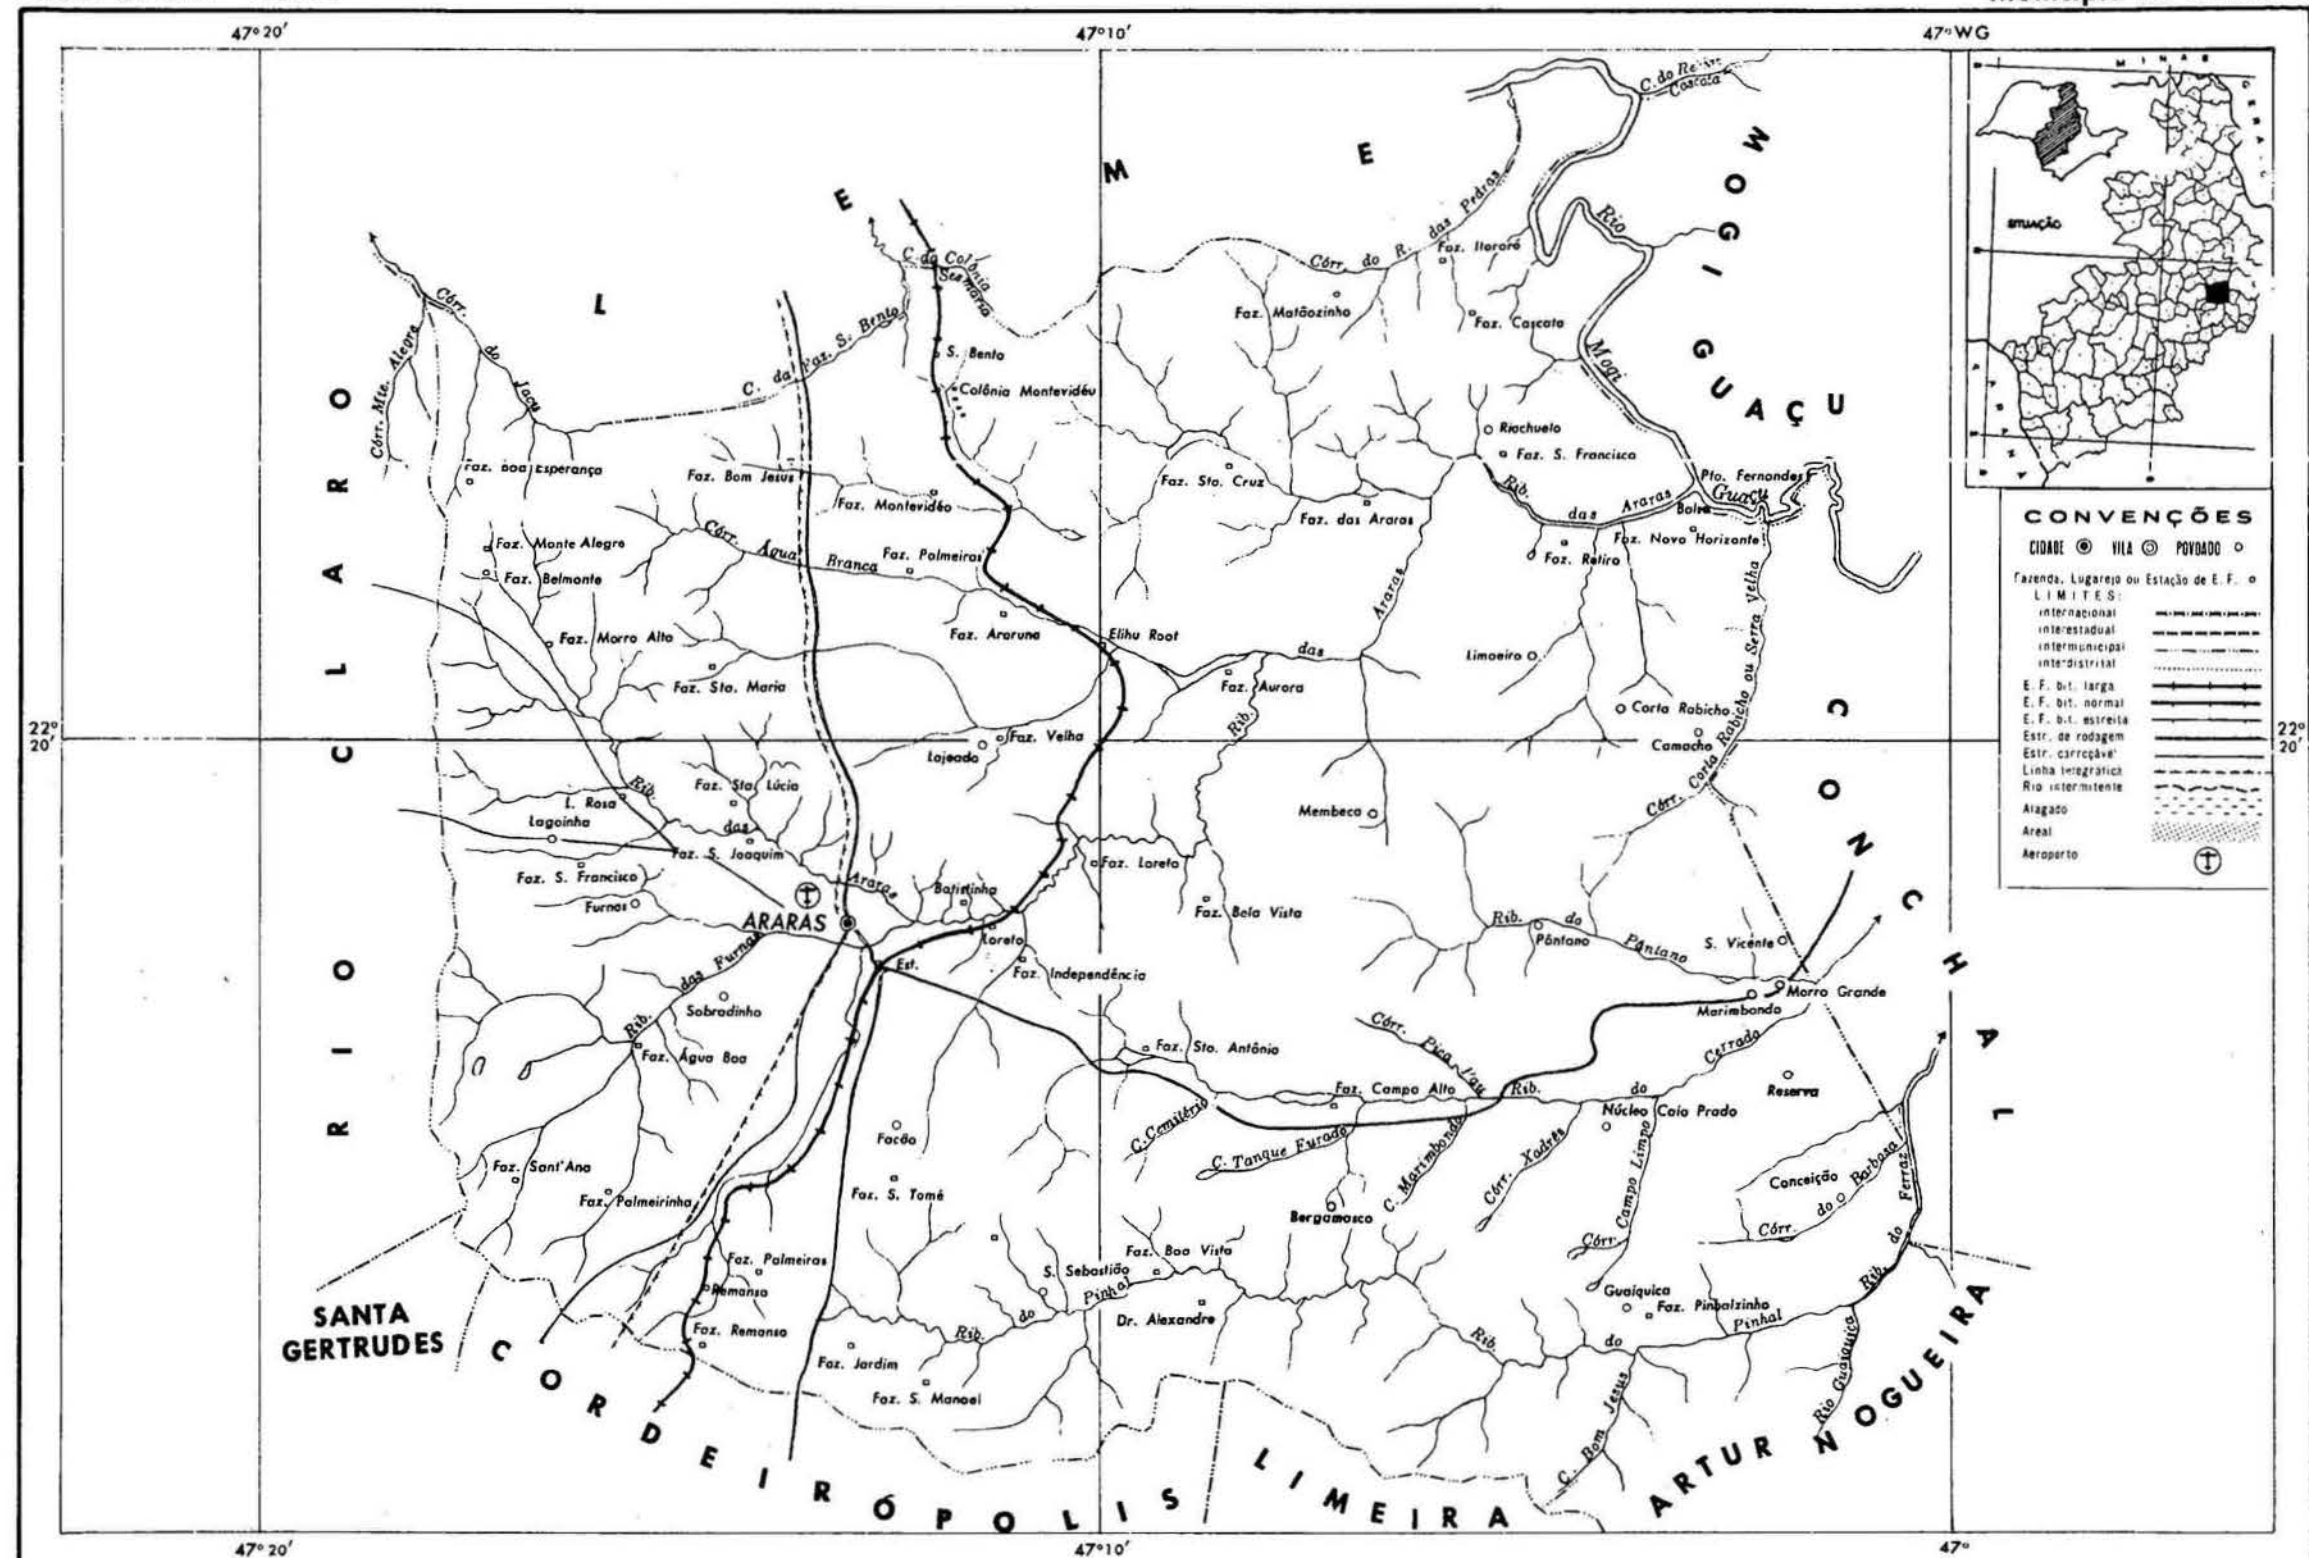 47°20'
47°10'
47° WG
C. do Re
Cascata
MINAS
GERAIS
SITUAÇÃO
LEME
MOGI GUAÇU
Córr. do R. das Pedras
Faz. Itororó
Rio
Mogi
Guaçu
C. da Colônia
Sesmaria
Faz. Matãozinho
Faz. Cascata
Córr. Mte. Alegre
Córr. do Jacu
C. da Faz. S. Bento
S. Bento
Colônia Montevidéu
Riachuelo
Faz. S. Francisco
Faz. Boa Esperança
Faz. Bom Jesus
Faz. Montevidéo
Faz. Sta. Cruz
Faz. das Araras
Rib. das Araras
Pto. Fernandes
Balsa
Faz. Novo Horizonte
Faz. Retiro
Faz. Monte Alegre
Faz. Belmonte
Córr. Água Branca
Faz. Palmeiras
Faz. Araruna
Elihu Root
Faz. Morro Alto
Faz. Sta. Maria
Faz. Aurora
Rib. das Araras
Limoeiro
Corta Rabicho
Camacho
Córr. Corta Rabicho ou Serra Velha
22°
20'
22°
20'
Faz. Velha
Lajeado
Membeca
L. Rosa
Lagoinha
Rib. das Araras
Faz. Sta. Lúcia
Faz. S. Joaquim
Faz. S. Francisco
Furnas
ARARAS
Batistinha
Faz. Loreto
Loreto
Faz. Bela Vista
Est.
Faz. Independência
Rib. do Pântano
Pântano
S. Vicente
Morro Grande
Marimbondo
Rib. das Furnas
Sobradinho
Faz. Água Boa
Faz. Sto. Antônio
Córr. Pica Pau
Faz. Campo Alto
Rib. do Cerrado
Reserva
Núcleo Caio Prado
C. Cemitério
C. Tanque Furado
C. Marimbondo
Córr. Xadrês
Córr. Campo Limpo
Facão
Faz. Sant'Ana
Faz. Palmeirinha
Faz. S. Tomé
Bergamasco
Conceição
Córr. do Barbosa
Rib. do Ferraz
Faz. Palmeiras
Remanso
Faz. Remanso
S. Sebastião
Faz. Boa Vista
Dr. Alexandre
Rib. do Pinhal
Guaiquica
Faz. Pinhalzinho
Rib. do Pinhal
Faz. Jardim
Faz. S. Manoel
C. Bom Jesus
Rio Guaiquica
RIO CLARO
CONCHAL
SANTA
GERTRUDES
CORDEIRÓPOLIS
LIMEIRA
ARTUR NOGUEIRA
CONVENÇÕES
CIDADE VILA POVOADO
Fazenda, Lugarejo ou Estação de E. F.
LIMITES:
internacional
interestadual
intermunicipal
interdistrital
E. F. bit. larga
E. F. bit. normal
E. F. bit. estreita
Estr. de rodagem
Estr. carroçável
Linha telegráfica
Rio intermitente
Alagado
Areal
Aeroporto
47°20'
47°10'
47°